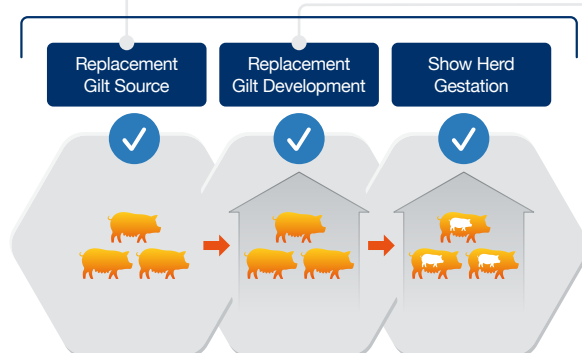 Replacement
Gilt Source
Replacement
Gilt Development
Show Herd
Gestation